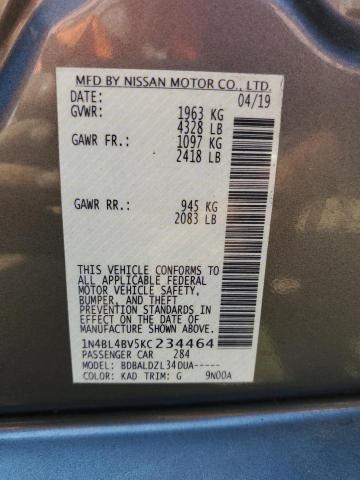 MFD BY NISSAN MOTOR CO., LTD.
DATE: 04/19
GVWR: 1963 KG
4328 LB
GAWR FR.: 1097 KG
2418 LB
GAWR RR.: 945 KG
2083 LB
THIS VEHICLE CONFORMS TO
ALL APPLICABLE FEDERAL
MOTOR VEHICLE SAFETY,
BUMPER, AND THEFT
PREVENTION STANDARDS
IN EFFECT ON THE DATE OF
MANUFACTURE SHOWN ABOVE.
1N4BL4BV5KC234464
PASSENGER CAR 284
MODEL: BDBALDZL34DUA-----
COLOR: KAD TRIM: G 9N00A